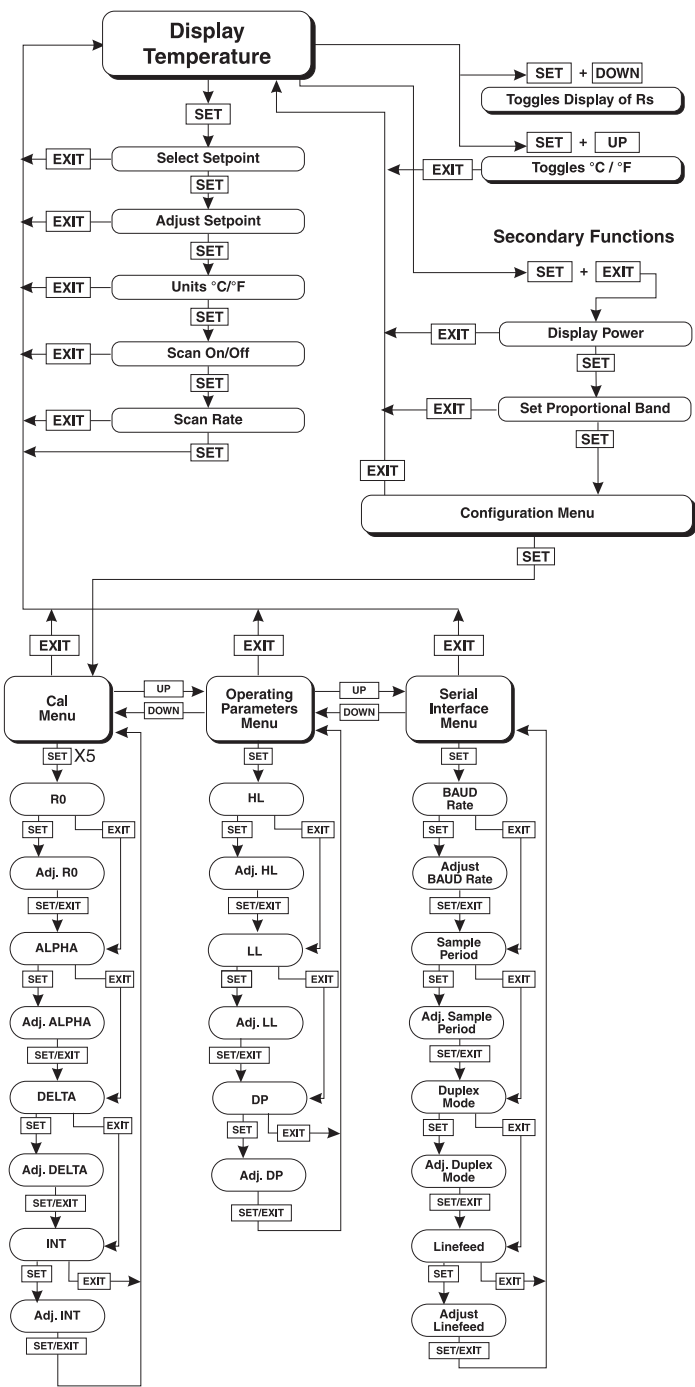 Display
Temperature
SET + DOWN
Toggles Display of Rs
SET
SET + UP
EXIT Select Setpoint
EXIT Toggles °C / °F
SET
EXIT Adjust Setpoint
Secondary Functions
SET
SET + EXIT
EXIT Units °C/°F
SET
EXIT Display Power
EXIT Scan On/Off
SET
SET
EXIT Set Proportional Band
EXIT Scan Rate
SET
SET
EXIT
Configuration Menu
SET
EXIT EXIT EXIT
Cal
Menu
UP
DOWN
Operating
Parameters
Menu
UP
DOWN
Serial
Interface
Menu
SET X5
R0
SET EXIT
Adj. R0
SET/EXIT
ALPHA
SET EXIT
Adj. ALPHA
SET/EXIT
DELTA
SET EXIT
Adj. DELTA
SET/EXIT
INT
SET
EXIT
Adj. INT
SET/EXIT
SET
HL
SET EXIT
Adj. HL
SET/EXIT
LL
SET EXIT
Adj. LL
SET/EXIT
DP
SET
EXIT
Adj. DP
SET/EXIT
SET
BAUD
Rate
SET EXIT
Adjust
BAUD Rate
SET/EXIT
Sample
Period
SET EXIT
Adj. Sample
Period
SET/EXIT
Duplex
Mode
SET EXIT
Adj. Duplex
Mode
SET/EXIT
Linefeed
SET
EXIT
Adjust
Linefeed
SET/EXIT